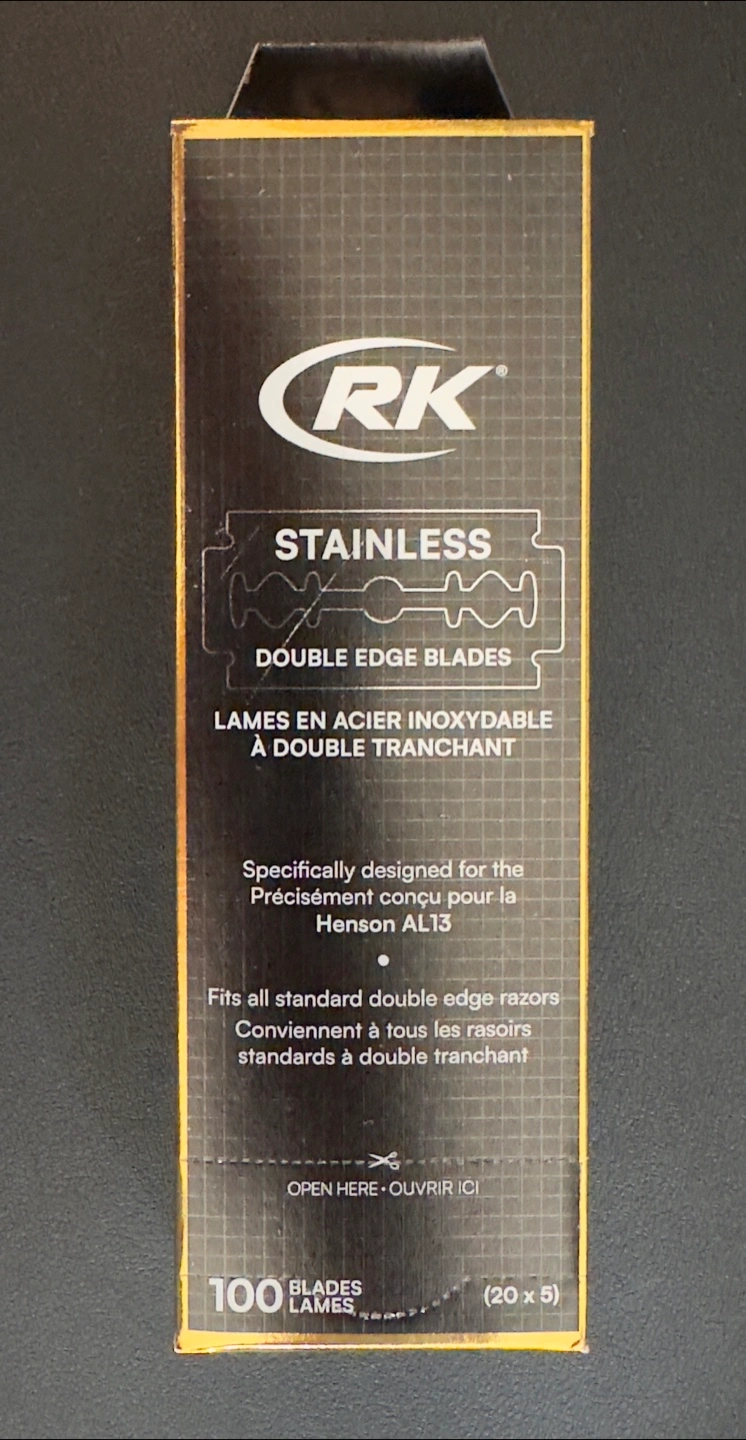 RK®
STAINLESS
DOUBLE EDGE BLADES
LAMES EN ACIER INOXYDABLE
À DOUBLE TRANCHANT
Specifically designed for the
Précisément conçu pour la
Henson AL13
•
Fits all standard double edge razors
Conviennent à tous les rasoirs
standards à double tranchant
OPEN HERE • OUVRIR ICI
100 BLADES
LAMES
(20 x 5)